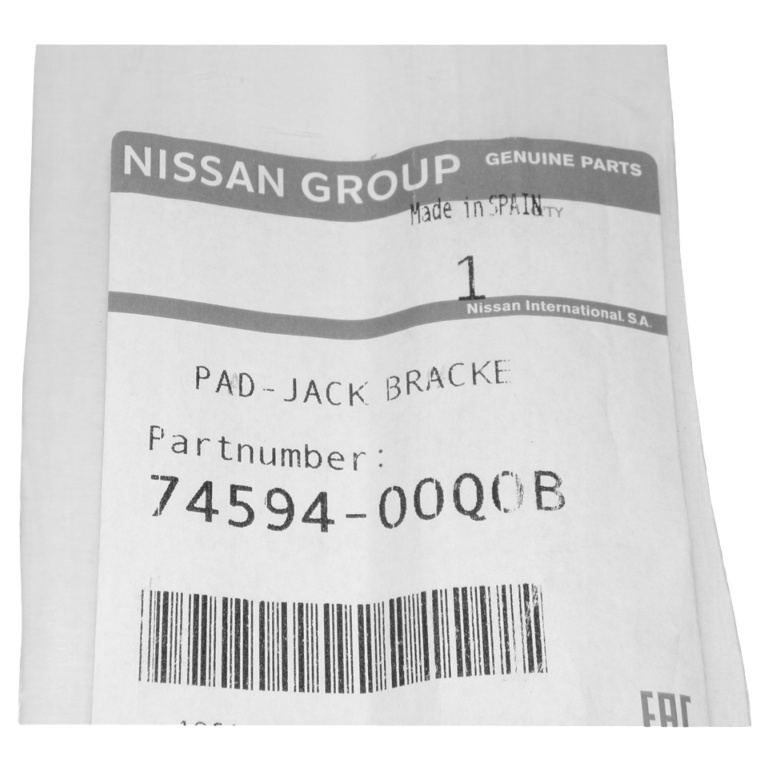 NISSAN GROUP GENUINE PARTS
Made in SPAIN
1
Nissan International. S.A.
PAD-JACK BRACKE
Partnumber:
74594-00Q0B
EAC